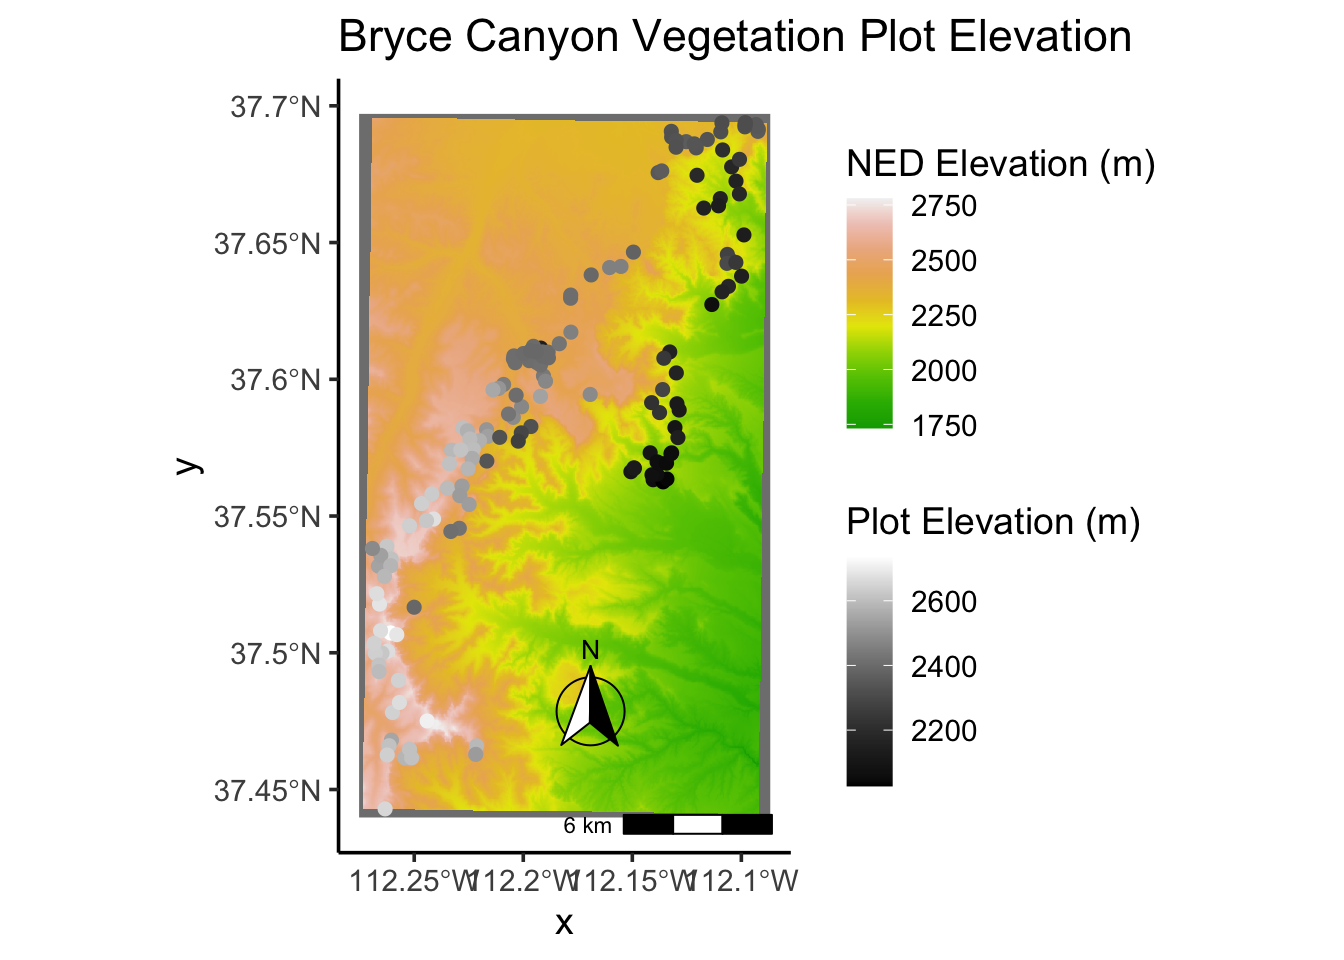 Bryce Canyon Vegetation Plot Elevation
37.7°N
37.65°N
37.6°N
37.55°N
37.5°N
37.45°N
y
N
6 km
112.25°W 112.2°W 112.15°W 112.1°W
x
NED Elevation (m)
2750
2500
2250
2000
1750
Plot Elevation (m)
2600
2400
2200